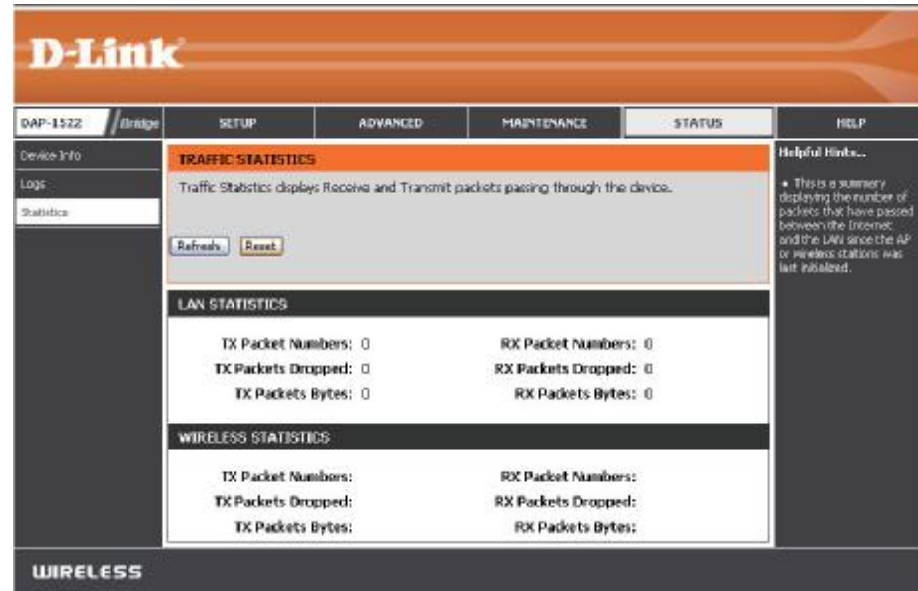 D-Link
DAP-1522 //Bridge SETUP ADVANCED MAINTENANCE STATUS HELP
Device Info
Logs
Statistics
TRAFFIC STATISTICS
Traffic Statistics displays Receive and Transmit packets passing through the device.
Refresh Reset
LAN STATISTICS
TX Packet Numbers: 0 RX Packet Numbers: 0
TX Packets Dropped: 0 RX Packets Dropped: 0
TX Packets Bytes: 0 RX Packets Bytes: 0
WIRELESS STATISTICS
TX Packet Numbers: RX Packet Numbers:
TX Packets Dropped: RX Packets Dropped:
TX Packets Bytes: RX Packets Bytes:
Helpful Hints...
• This is a summary
displaying the number of
packets that have passed
between the Internet
and the LAN since the AP
or wireless stations was
last initialized.
WIRELESS